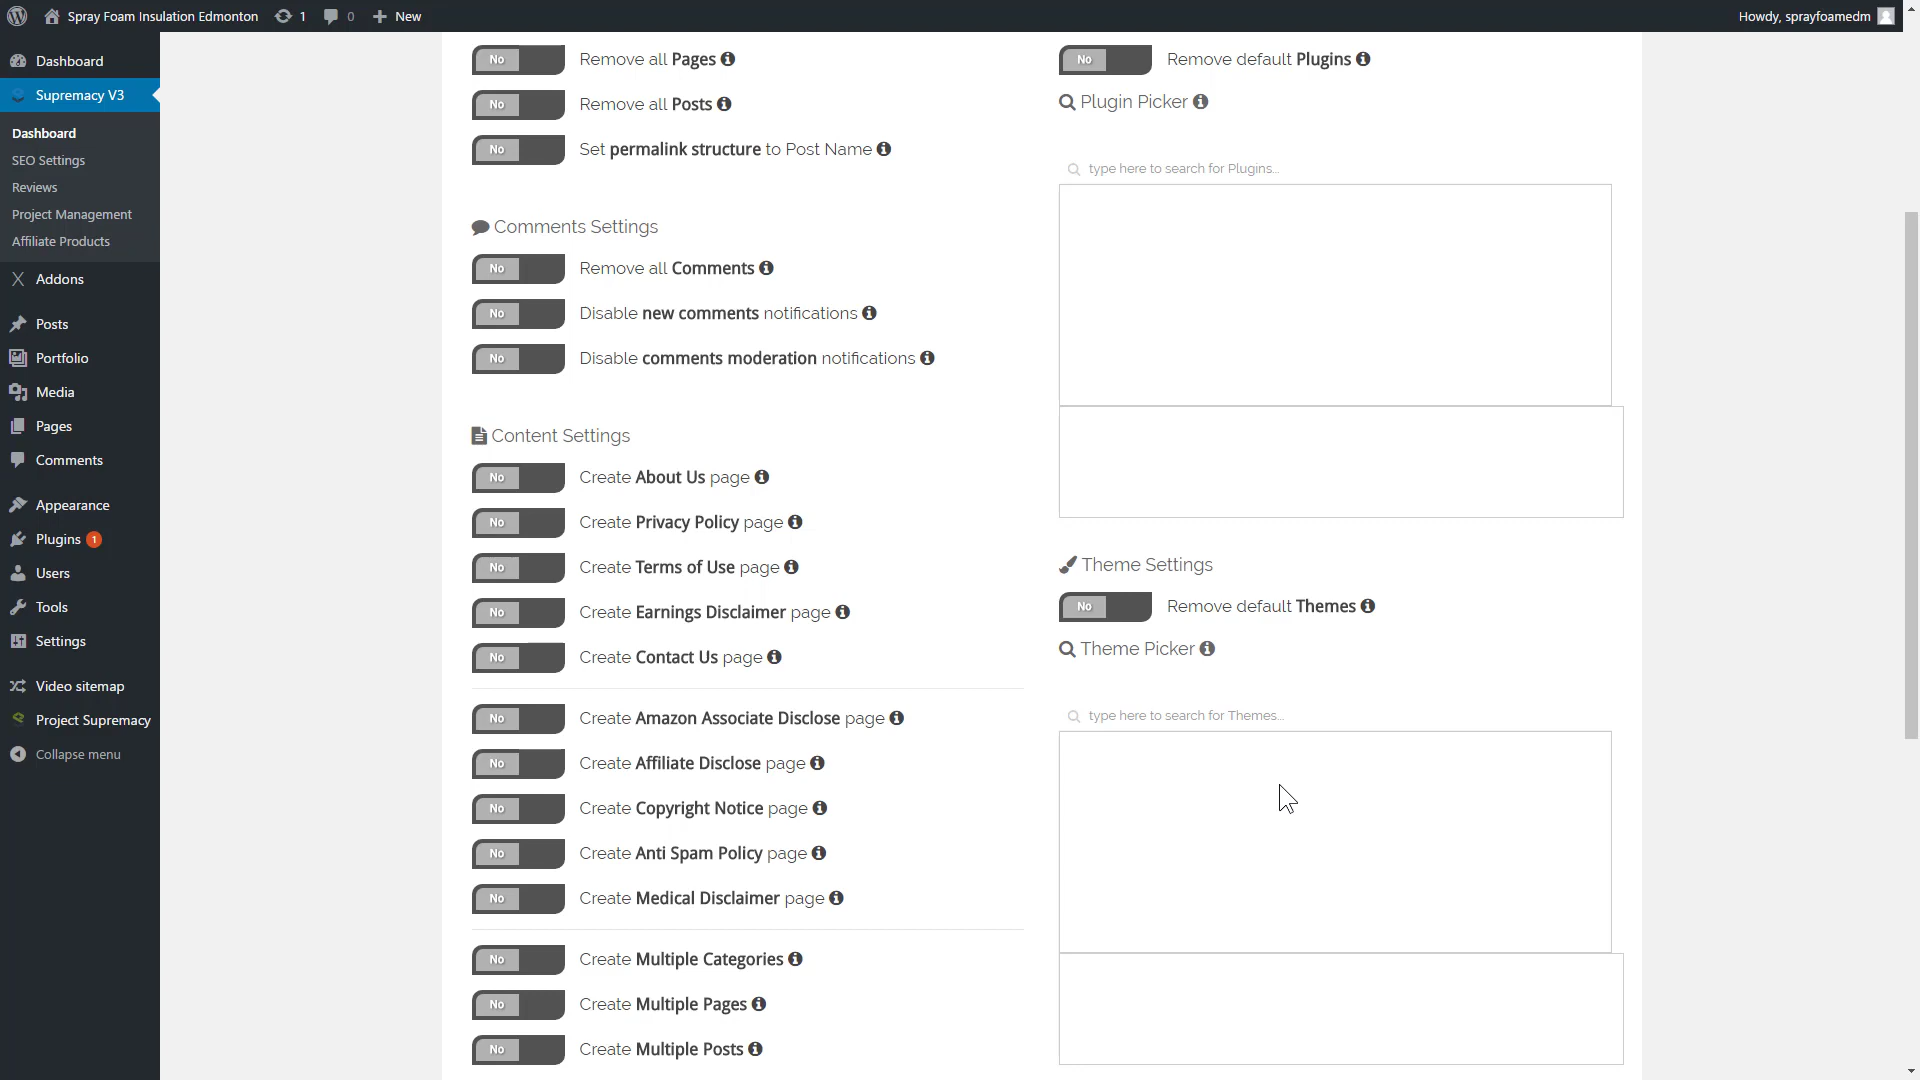 Spray Foam Insulation Edmonton
1
0
New
Howdy, sprayfoamedm
Dashboard
Supremacy V3
Dashboard
SEO Settings
Reviews
Project Management
Affiliate Products
Addons
Posts
Portfolio
Media
Pages
Comments
Appearance
Plugins 1
Users
Tools
Settings
Video sitemap
Project Supremacy
Collapse menu
No Remove all Pages
No Remove all Posts
No Set permalink structure to Post Name
Comments Settings
No Remove all Comments
No Disable new comments notifications
No Disable comments moderation notifications
Content Settings
No Create About Us page
No Create Privacy Policy page
No Create Terms of Use page
No Create Earnings Disclaimer page
No Create Contact Us page
No Create Amazon Associate Disclose page
No Create Affiliate Disclose page
No Create Copyright Notice page
No Create Anti Spam Policy page
No Create Medical Disclaimer page
No Create Multiple Categories
No Create Multiple Pages
No Create Multiple Posts
No Remove default Plugins
Plugin Picker
type here to search for Plugins...
Theme Settings
No Remove default Themes
Theme Picker
type here to search for Themes...